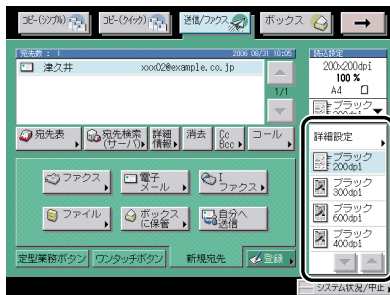 コピー(シンプル)
コピー(クイック)
送信/ファクス
ボックス
宛先数 : 1
2006 08/31 10:05
津久井 xxx02@example.co.jp
1/1
宛先表
宛先検索
(サーバ)
詳細
情報
消去
Cc
Bcc
コール
ファクス
電子
メール
I
ファクス
ファイル
ボックス
に保管
自分へ
送信
定型業務ボタン
ワンタッチボタン
新規宛先
登録
読込設定
200x200dpi
100 %
A4
ブラック
詳細設定
ブラック
200dpi
ブラック
300dpi
ブラック
600dpi
ブラック
400dpi
システム状況/中止